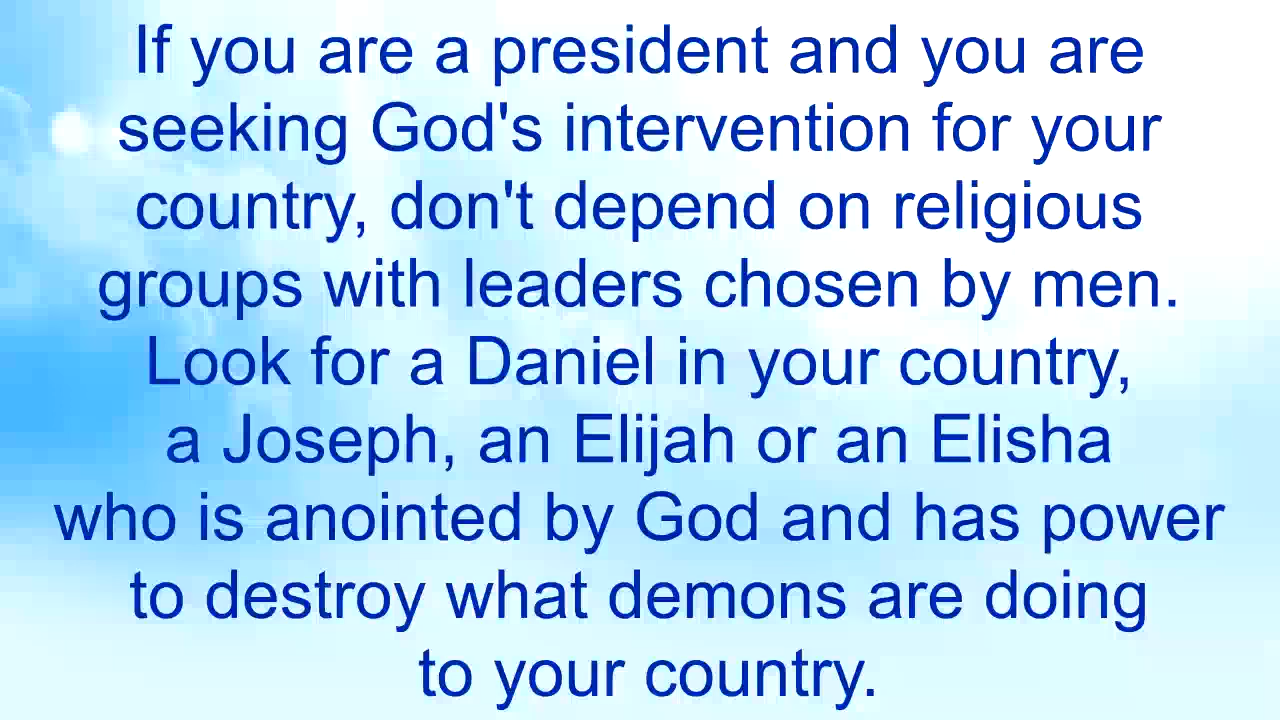 If you are a president and you are
seeking God's intervention for your
country, don't depend on religious
groups with leaders chosen by men.
Look for a Daniel in your country,
a Joseph, an Elijah or an Elisha
who is anointed by God and has power
to destroy what demons are doing
to your country.